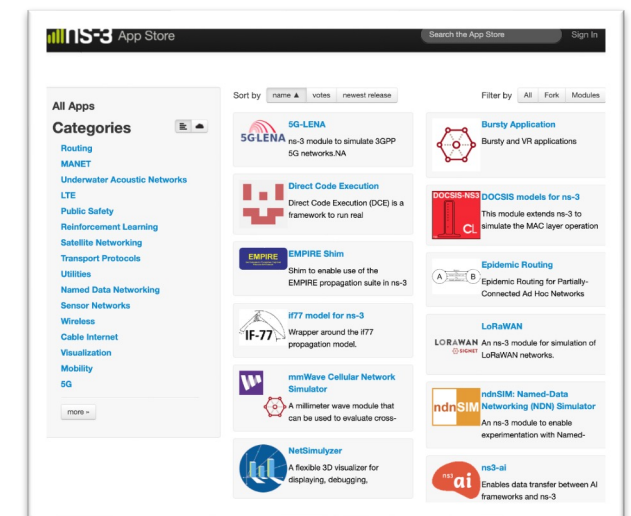 ns-3 App Store
Search the App Store
Sign In
All Apps
Categories
Routing
MANET
Underwater Acoustic Networks
LTE
Public Safety
Reinforcement Learning
Satellite Networking
Transport Protocols
Utilities
Named Data Networking
Sensor Networks
Wireless
Cable Internet
Visualization
Mobility
5G
more »
Sort by name ▲ votes newest release
Filter by All Fork Modules
5G-LENA
5G-LENA
ns-3 module to simulate 3GPP
5G networks.NA
Bursty Application
Bursty and VR applications
Direct Code Execution
Direct Code Execution (DCE) is a
framework to run real
DOCSIS-NS3
CL
DOCSIS models for ns-3
This module extends ns-3 to
simulate the MAC layer operation
EMPIRE
EMPIRE Shim
Shim to enable use of the
EMPIRE propagation suite in ns-3
A B
Epidemic Routing
Epidemic Routing for Partially-
Connected Ad Hoc Networks
IF-77
if77 model for ns-3
Wrapper around the if77
propagation model.
LORAWAN
SIGNET
LoRaWAN
An ns-3 module for simulation of
LoRaWAN networks.
mmWave Cellular Network
Simulator
A millimeter wave module that
can be used to evaluate cross-
ndnSIM
ndnSIM: Named-Data
Networking (NDN) Simulator
An ns-3 module to enable
experimentation with Named-
NetSimulyzer
A flexible 3D visualizer for
displaying, debugging,
ns3
ai
ns3-ai
Enables data transfer between AI
frameworks and ns-3